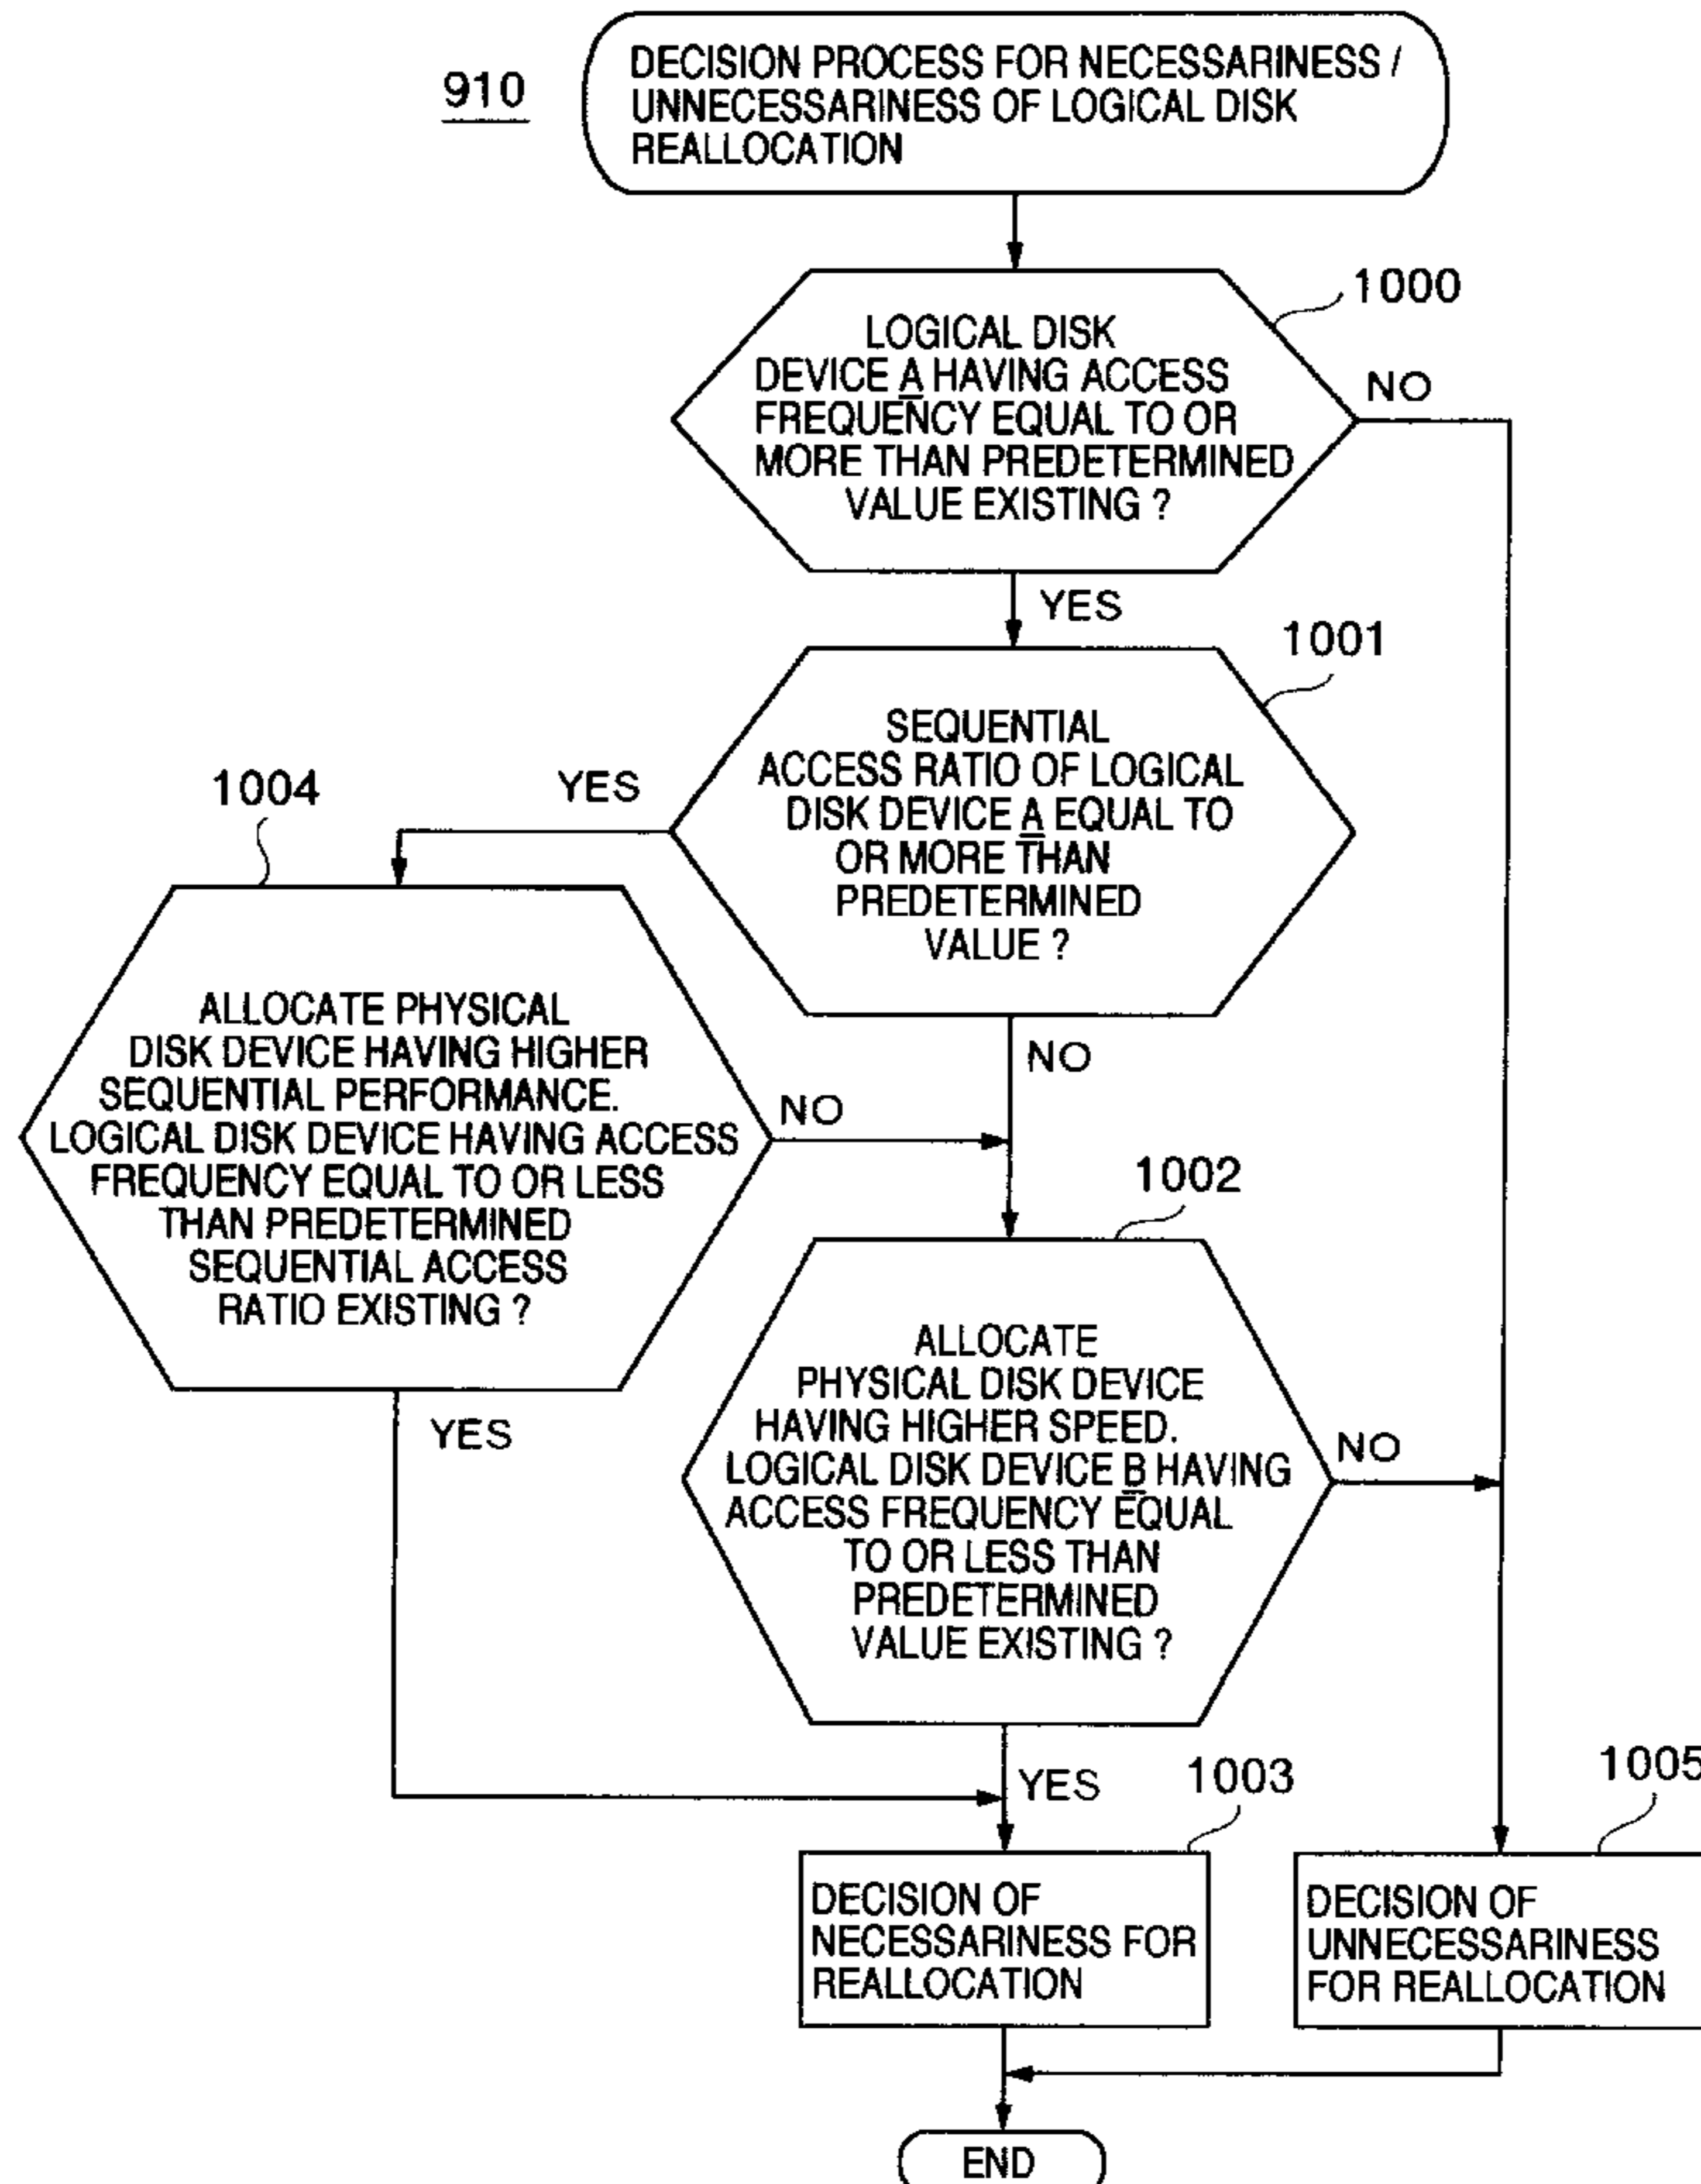 910
DECISION PROCESS FOR NECESSARINESS /
UNNECESSARINESS OF LOGICAL DISK
REALLOCATION
1000
LOGICAL DISK
DEVICE A HAVING ACCESS
FREQUENCY EQUAL TO OR
MORE THAN PREDETERMINED
VALUE EXISTING ?
NO
YES
1001
SEQUENTIAL
ACCESS RATIO OF LOGICAL
DISK DEVICE A EQUAL TO
OR MORE THAN
PREDETERMINED
VALUE ?
YES
NO
1004
ALLOCATE PHYSICAL
DISK DEVICE HAVING HIGHER
SEQUENTIAL PERFORMANCE.
LOGICAL DISK DEVICE HAVING ACCESS
FREQUENCY EQUAL TO OR LESS
THAN PREDETERMINED
SEQUENTIAL ACCESS
RATIO EXISTING ?
NO
YES
1002
ALLOCATE
PHYSICAL DISK DEVICE
HAVING HIGHER SPEED.
LOGICAL DISK DEVICE B HAVING
ACCESS FREQUENCY EQUAL
TO OR LESS THAN
PREDETERMINED
VALUE EXISTING ?
NO
YES
1003
DECISION OF
NECESSARINESS FOR
REALLOCATION
1005
DECISION OF
UNNECESSARINESS
FOR REALLOCATION
END